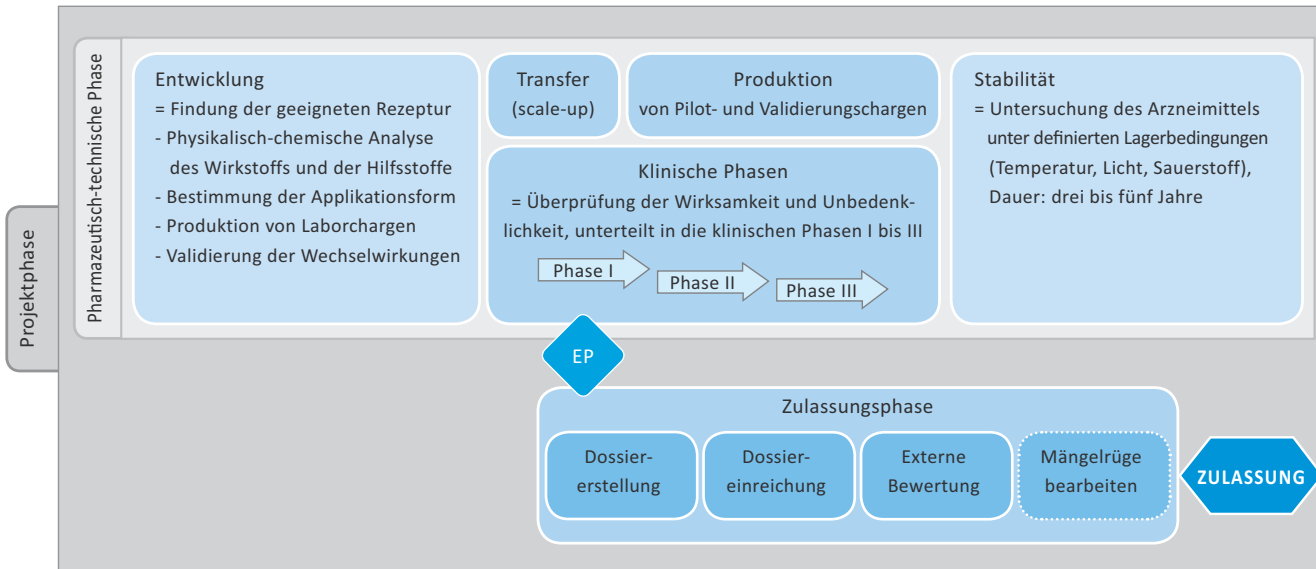 Projektphase
Pharmazeutisch-technische Phase
Entwicklung
= Findung der geeigneten Rezeptur
- Physikalisch-chemische Analyse
des Wirkstoffs und der Hilfsstoffe
- Bestimmung der Applikationsform
- Produktion von Laborchargen
- Validierung der Wechselwirkungen
Transfer
(scale-up)
Produktion
von Pilot- und Validierungschargen
Klinische Phasen
= Überprüfung der Wirksamkeit und Unbedenk-
lichkeit, unterteilt in die klinischen Phasen I bis III
Phase I
Phase II
Phase III
Stabilität
= Untersuchung des Arzneimittels
unter definierten Lagerbedingungen
(Temperatur, Licht, Sauerstoff),
Dauer: drei bis fünf Jahre
EP
Zulassungsphase
Dossier-
erstellung
Dossier-
einreichung
Externe
Bewertung
Mängelrüge
bearbeiten
ZULASSUNG